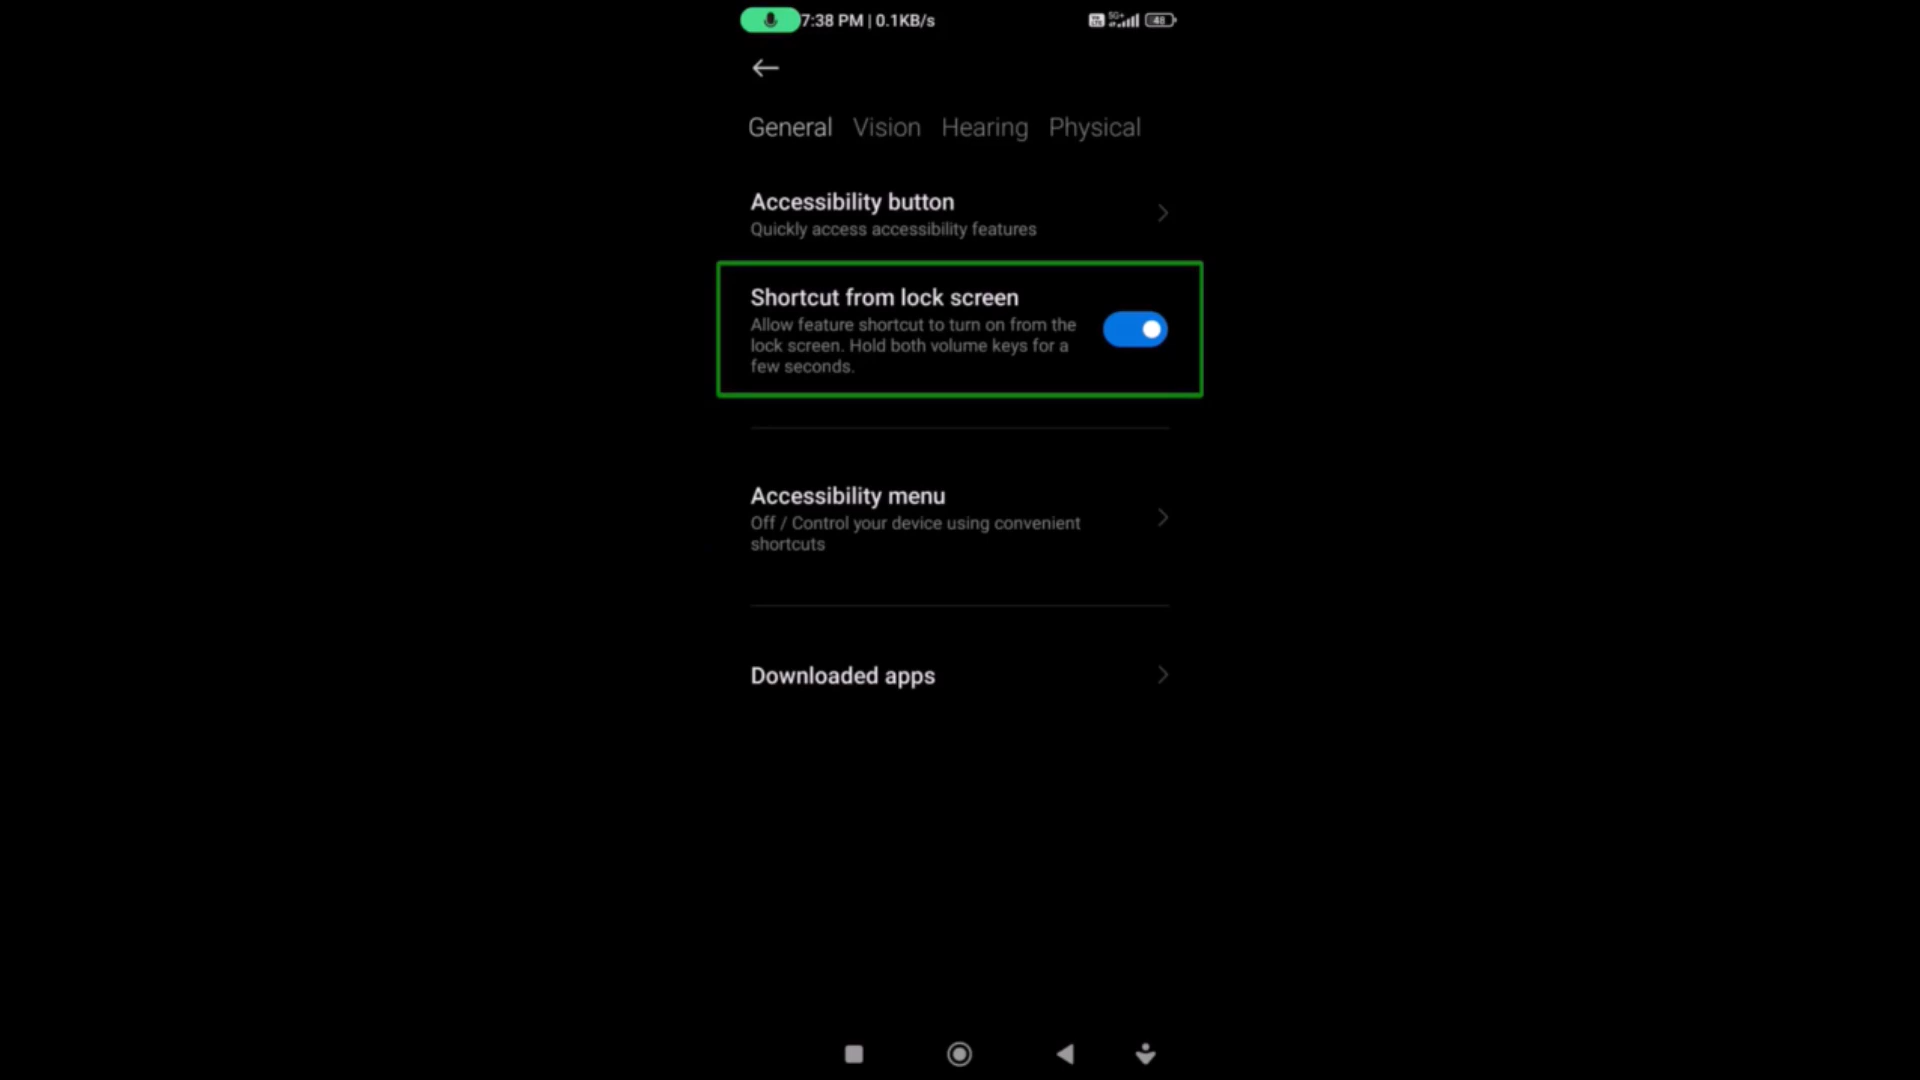 7:38 PM | 0.1KB/s 5G+ 48
General Vision Hearing Physical
Accessibility button
Quickly access accessibility features
Shortcut from lock screen
Allow feature shortcut to turn on from the
lock screen. Hold both volume keys for a
few seconds.
Accessibility menu
Off / Control your device using convenient
shortcuts
Downloaded apps